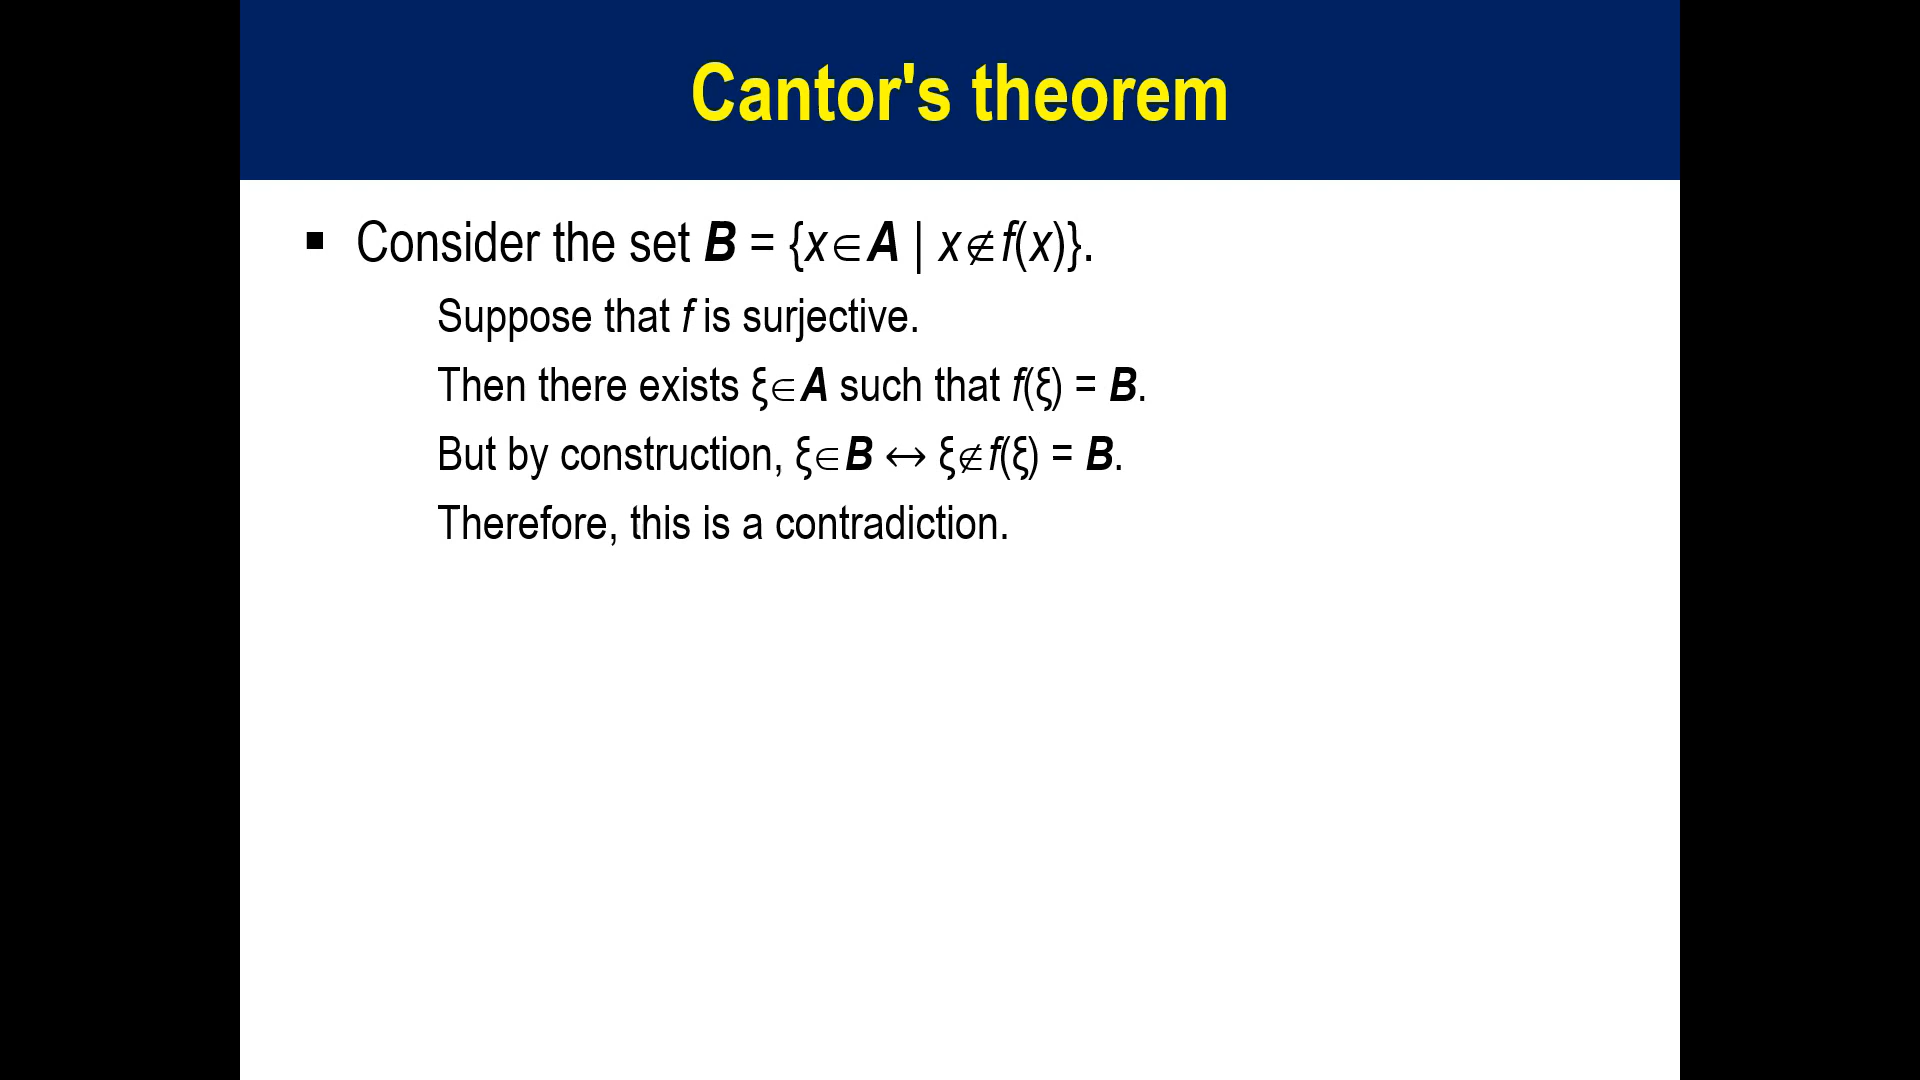 Cantor's theorem
▪ Consider the set B = {x∈A | x∉f(x)}.
Suppose that f is surjective.
Then there exists ξ∈A such that f(ξ) = B.
But by construction, ξ∈B ↔ ξ∉f(ξ) = B.
Therefore, this is a contradiction.